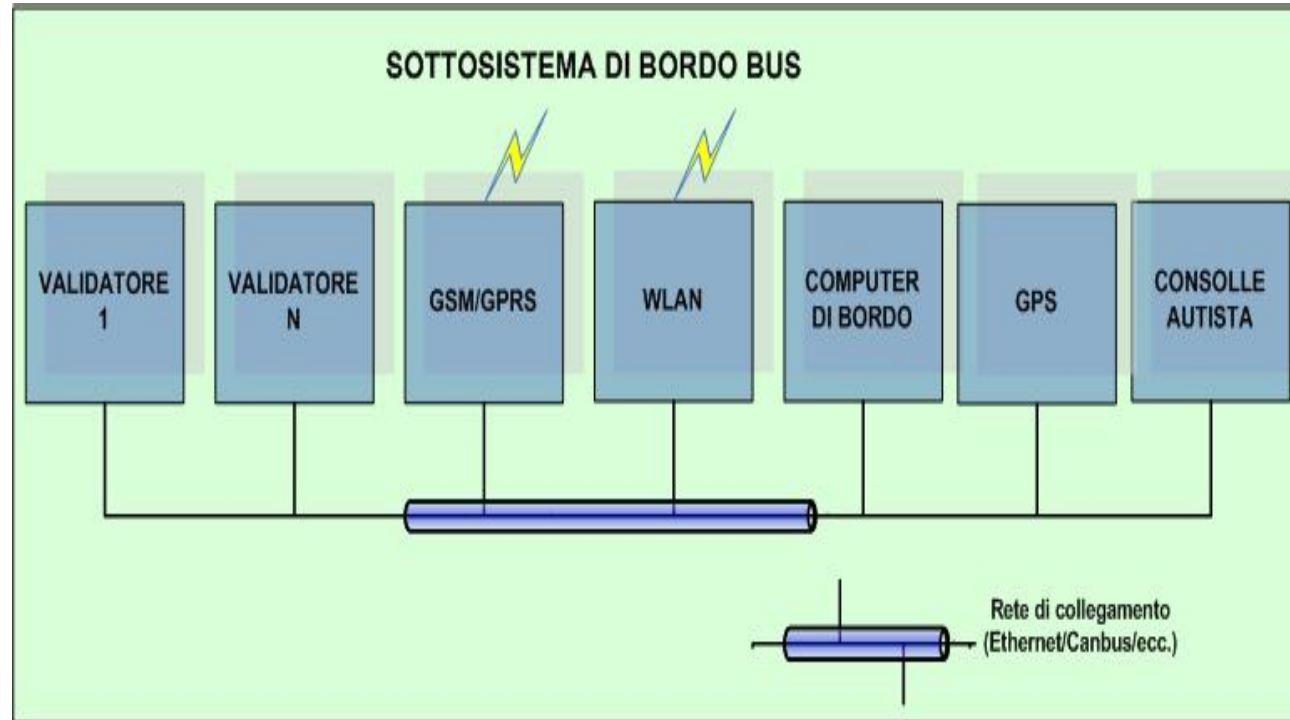 SOTTOSISTEMA DI BORDO BUS
VALIDATORE
1
VALIDATORE
N
GSM/GPRS
WLAN
COMPUTER
DI BORDO
GPS
CONSOLLE
AUTISTA
Rete di collegamento
(Ethernet/Canbus/ecc.)